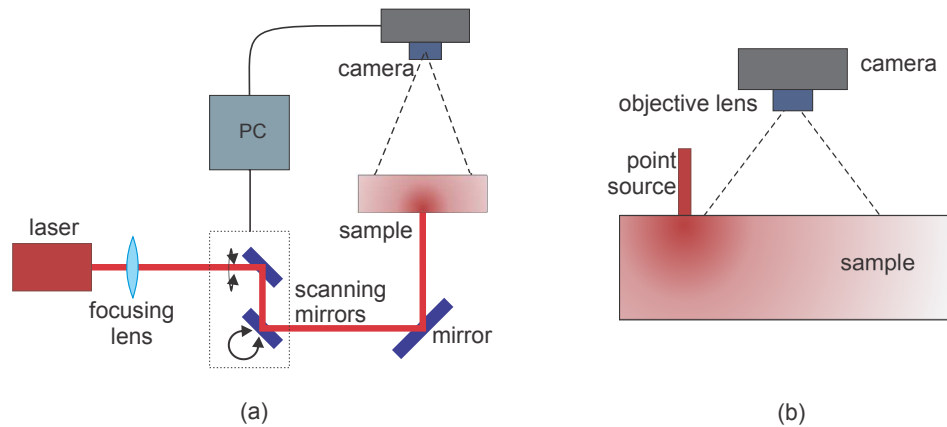 camera
PC
sample
laser
focusing
lens
scanning
mirrors
mirror
(a)
camera
objective lens
point
source
sample
(b)